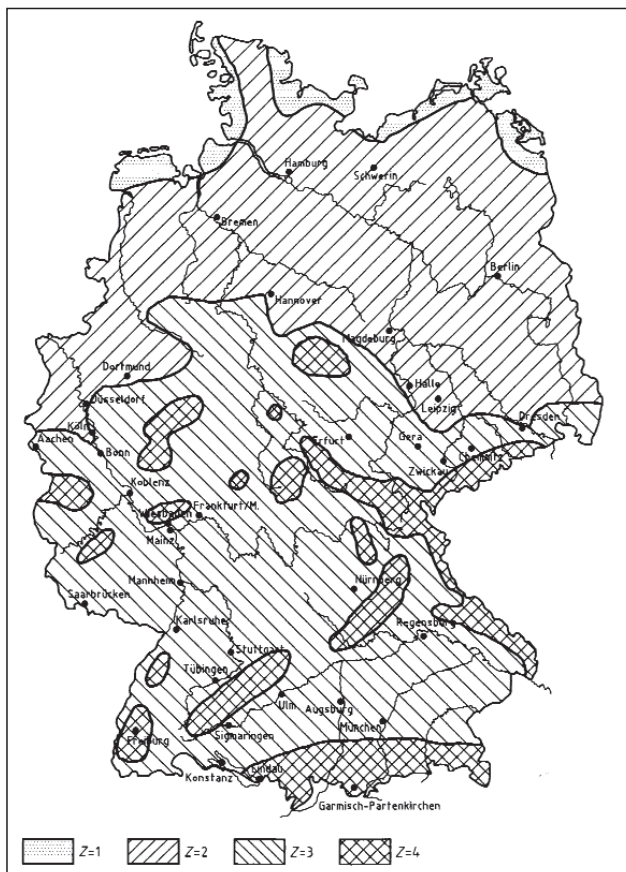 Hamburg
Schwerin
Bremen
Berlin
Hannover
Magdeburg
Dortmund
Halle
Düsseldorf
Leipzig
Dresden
Köln
Erfurt
Gera
Aachen
Chemnitz
Bonn
Zwickau
Koblenz
Frankfurt/M.
Wiesbaden
Mainz
Mannheim
Nürnberg
Saarbrücken
Regensburg
Karlsruhe
Stuttgart
Tübingen
Ulm
Augsburg
München
Freiburg
Sigmaringen
Konstanz
Lindau
Garmisch-Partenkirchen
Z=1 Z=2 Z=3 Z=4